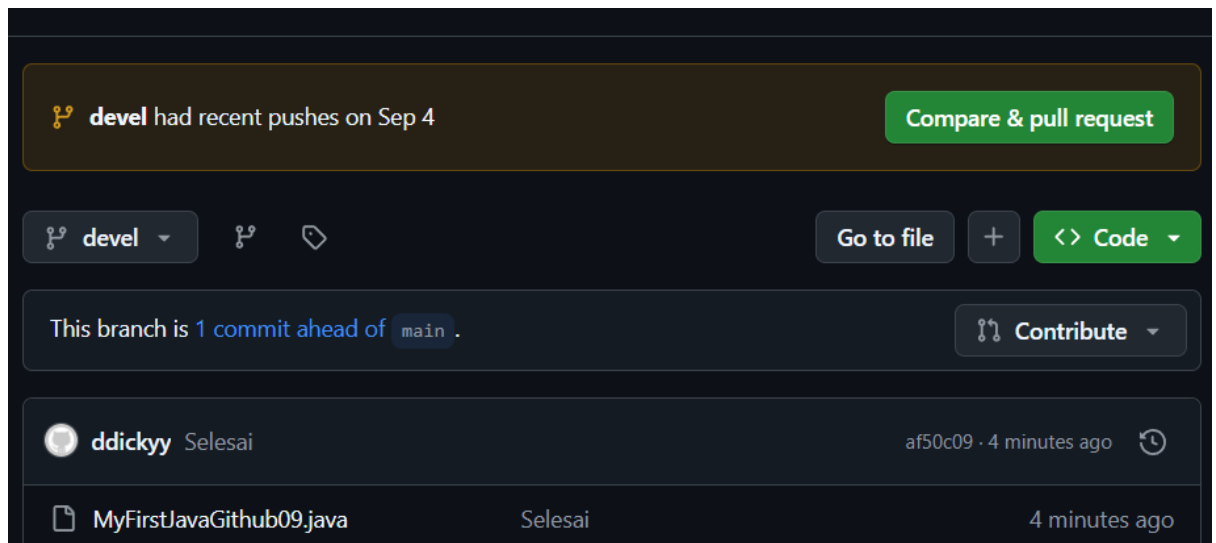 devel had recent pushes on Sep 4
Compare & pull request
devel
Go to file
Code
This branch is 1 commit ahead of main .
Contribute
ddickyy Selesai af50c09 · 4 minutes ago
MyFirstJavaGithub09.java Selesai 4 minutes ago